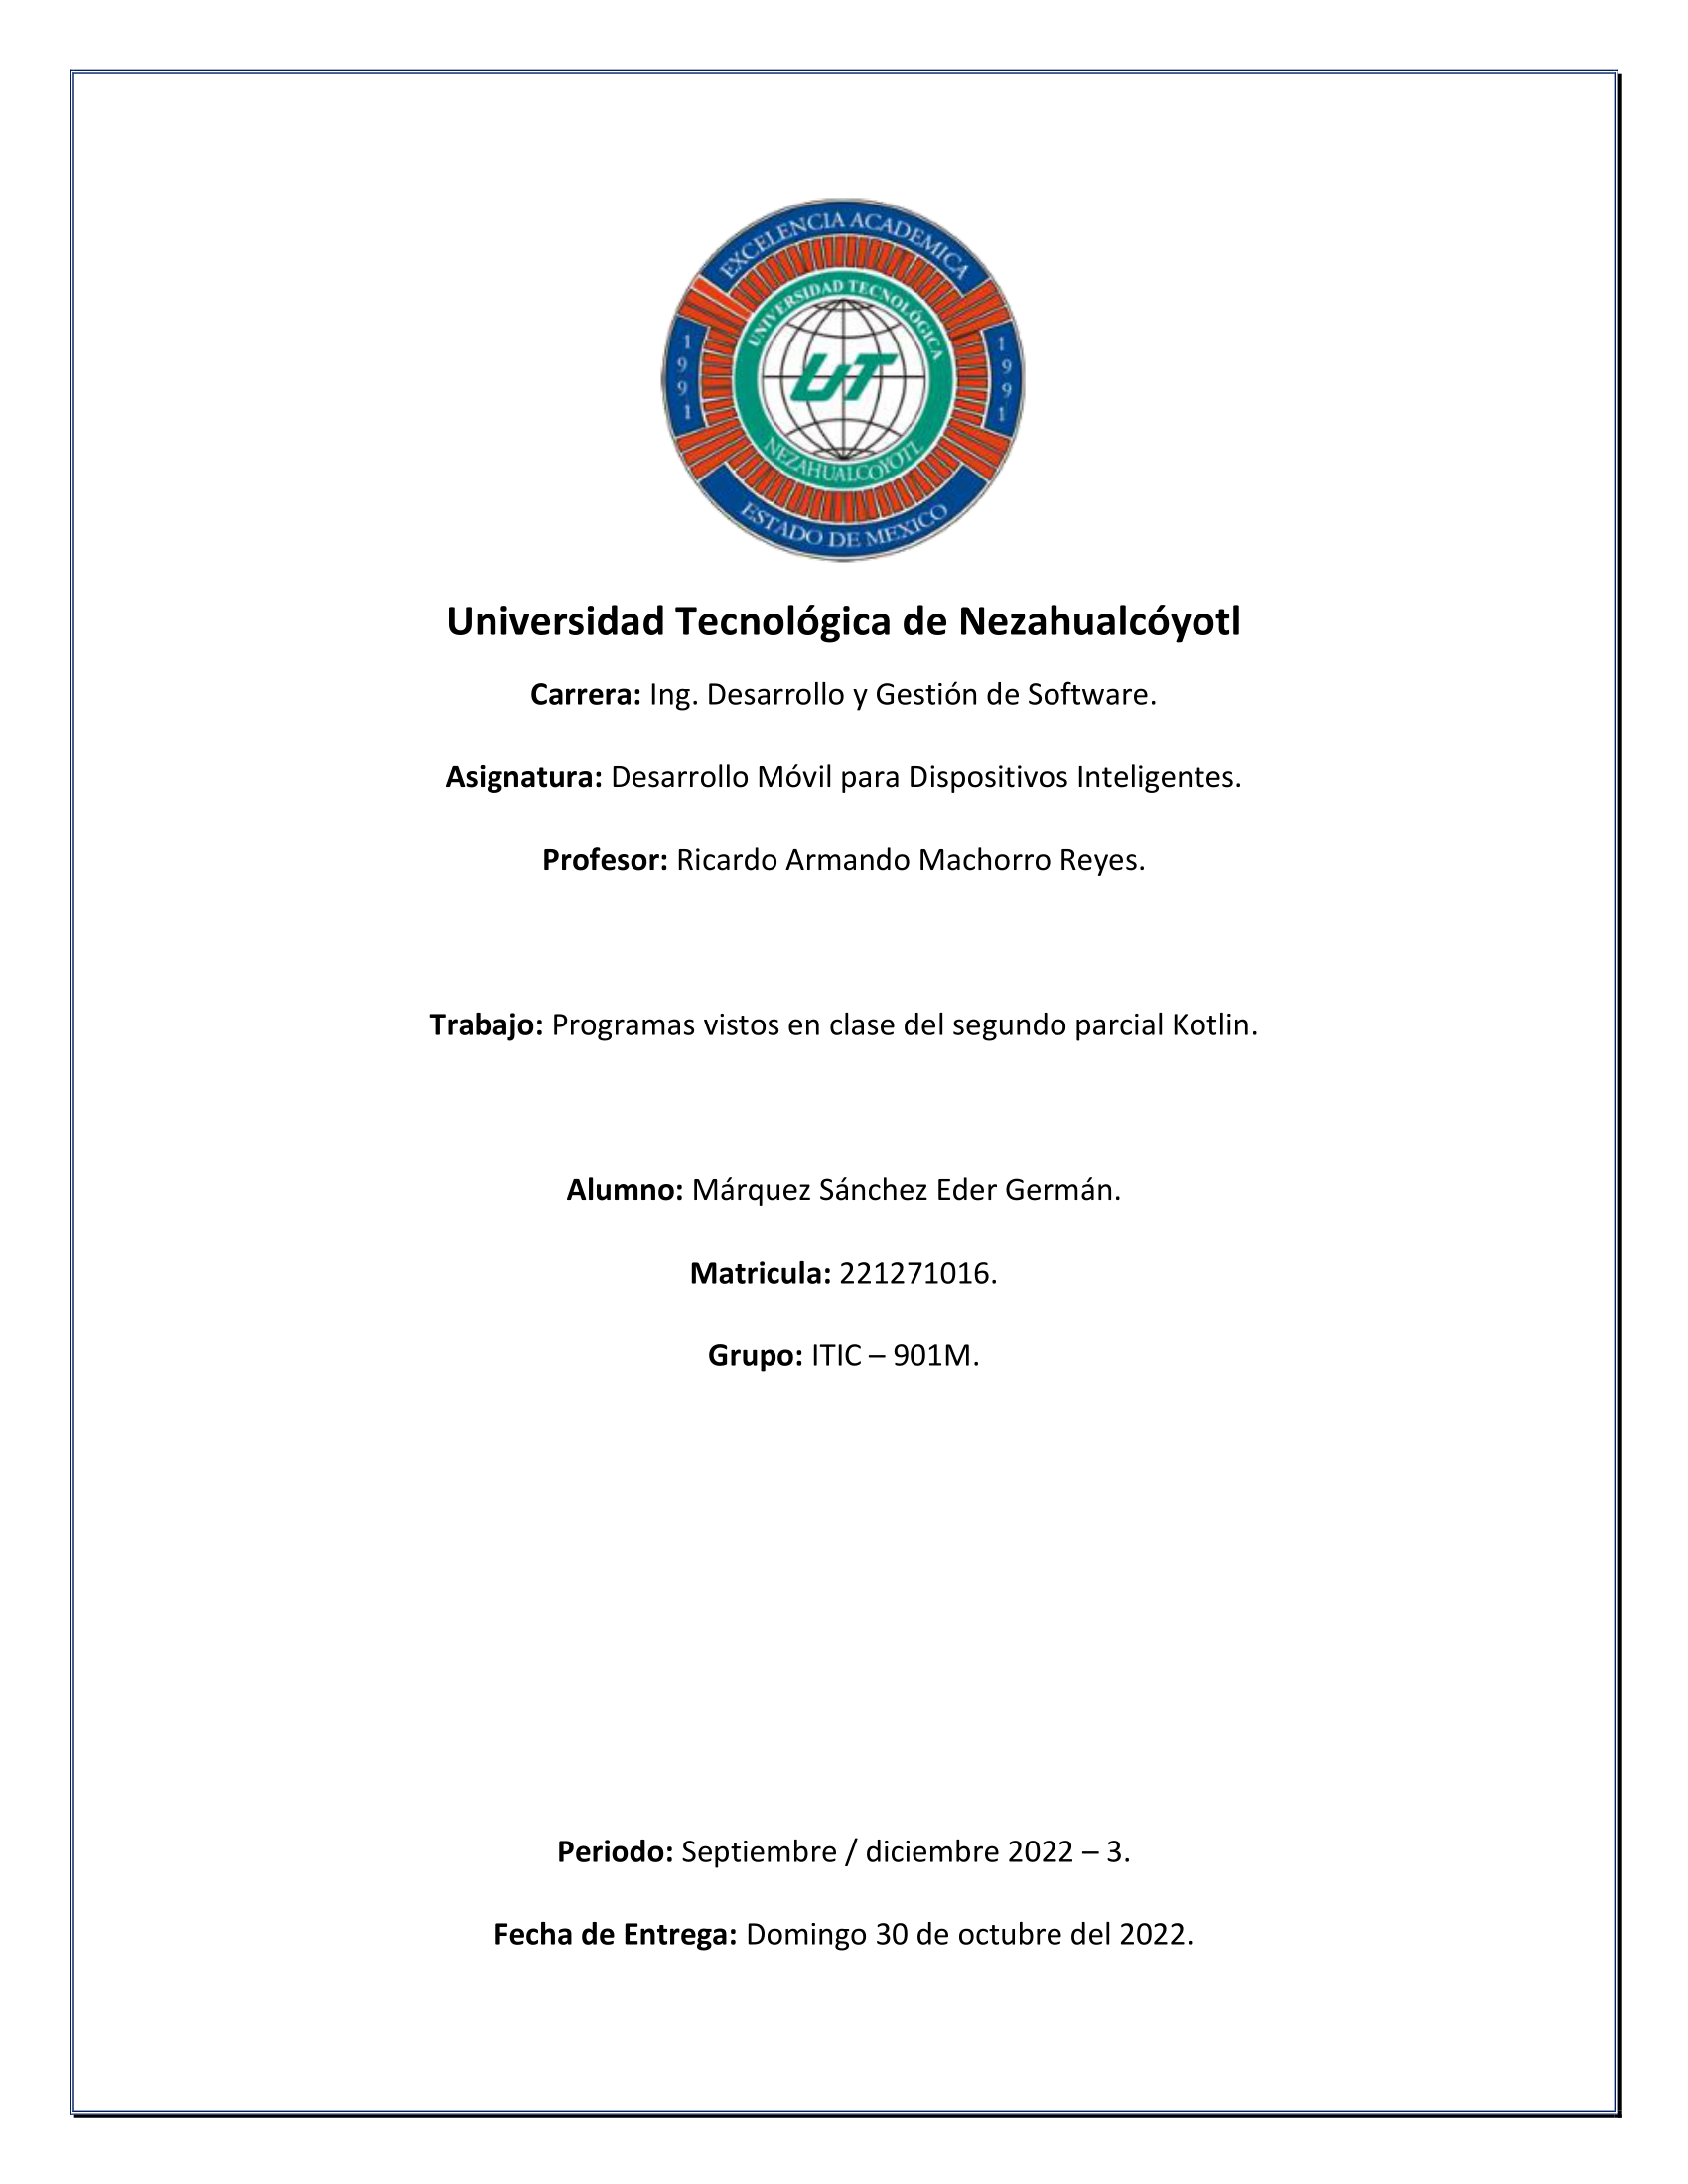 EXCELENCIA ACADEMICA
UNIVERSIDAD TECNOLÓGICA
1991
1991
UT
NEZAHUALCOYOTL
ESTADO DE MEXICO
Universidad Tecnológica de Nezahualcóyotl
Carrera: Ing. Desarrollo y Gestión de Software.
Asignatura: Desarrollo Móvil para Dispositivos Inteligentes.
Profesor: Ricardo Armando Machorro Reyes.
Trabajo: Programas vistos en clase del segundo parcial Kotlin.
Alumno: Márquez Sánchez Eder Germán.
Matricula: 221271016.
Grupo: ITIC – 901M.
Periodo: Septiembre / diciembre 2022 – 3.
Fecha de Entrega: Domingo 30 de octubre del 2022.